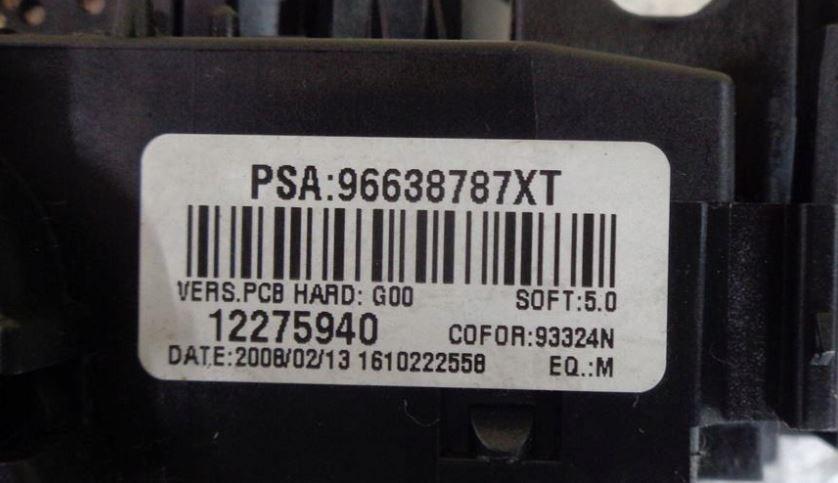 PSA:96638787XT
VERS.PCB HARD: G00 SOFT:5.0
12275940 COFOR:93324N
DATE:2008/02/13 1610222558 EQ.:M